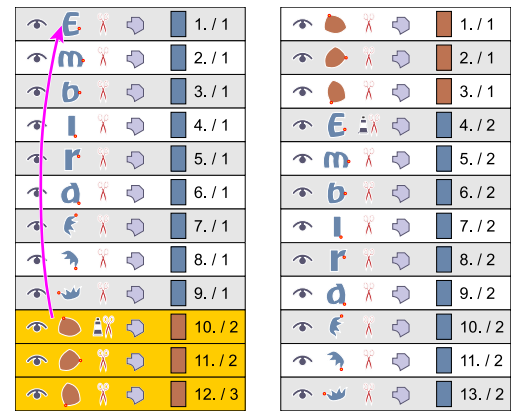 E 1. / 1
m 2. / 1
b 3. / 1
l 4. / 1
r 5. / 1
a 6. / 1
7. / 1
8. / 1
9. / 1
10. / 2
11. / 2
12. / 3
1. / 1
2. / 1
3. / 1
E 4. / 2
m 5. / 2
b 6. / 2
l 7. / 2
r 8. / 2
a 9. / 2
10. / 2
11. / 2
13. / 2